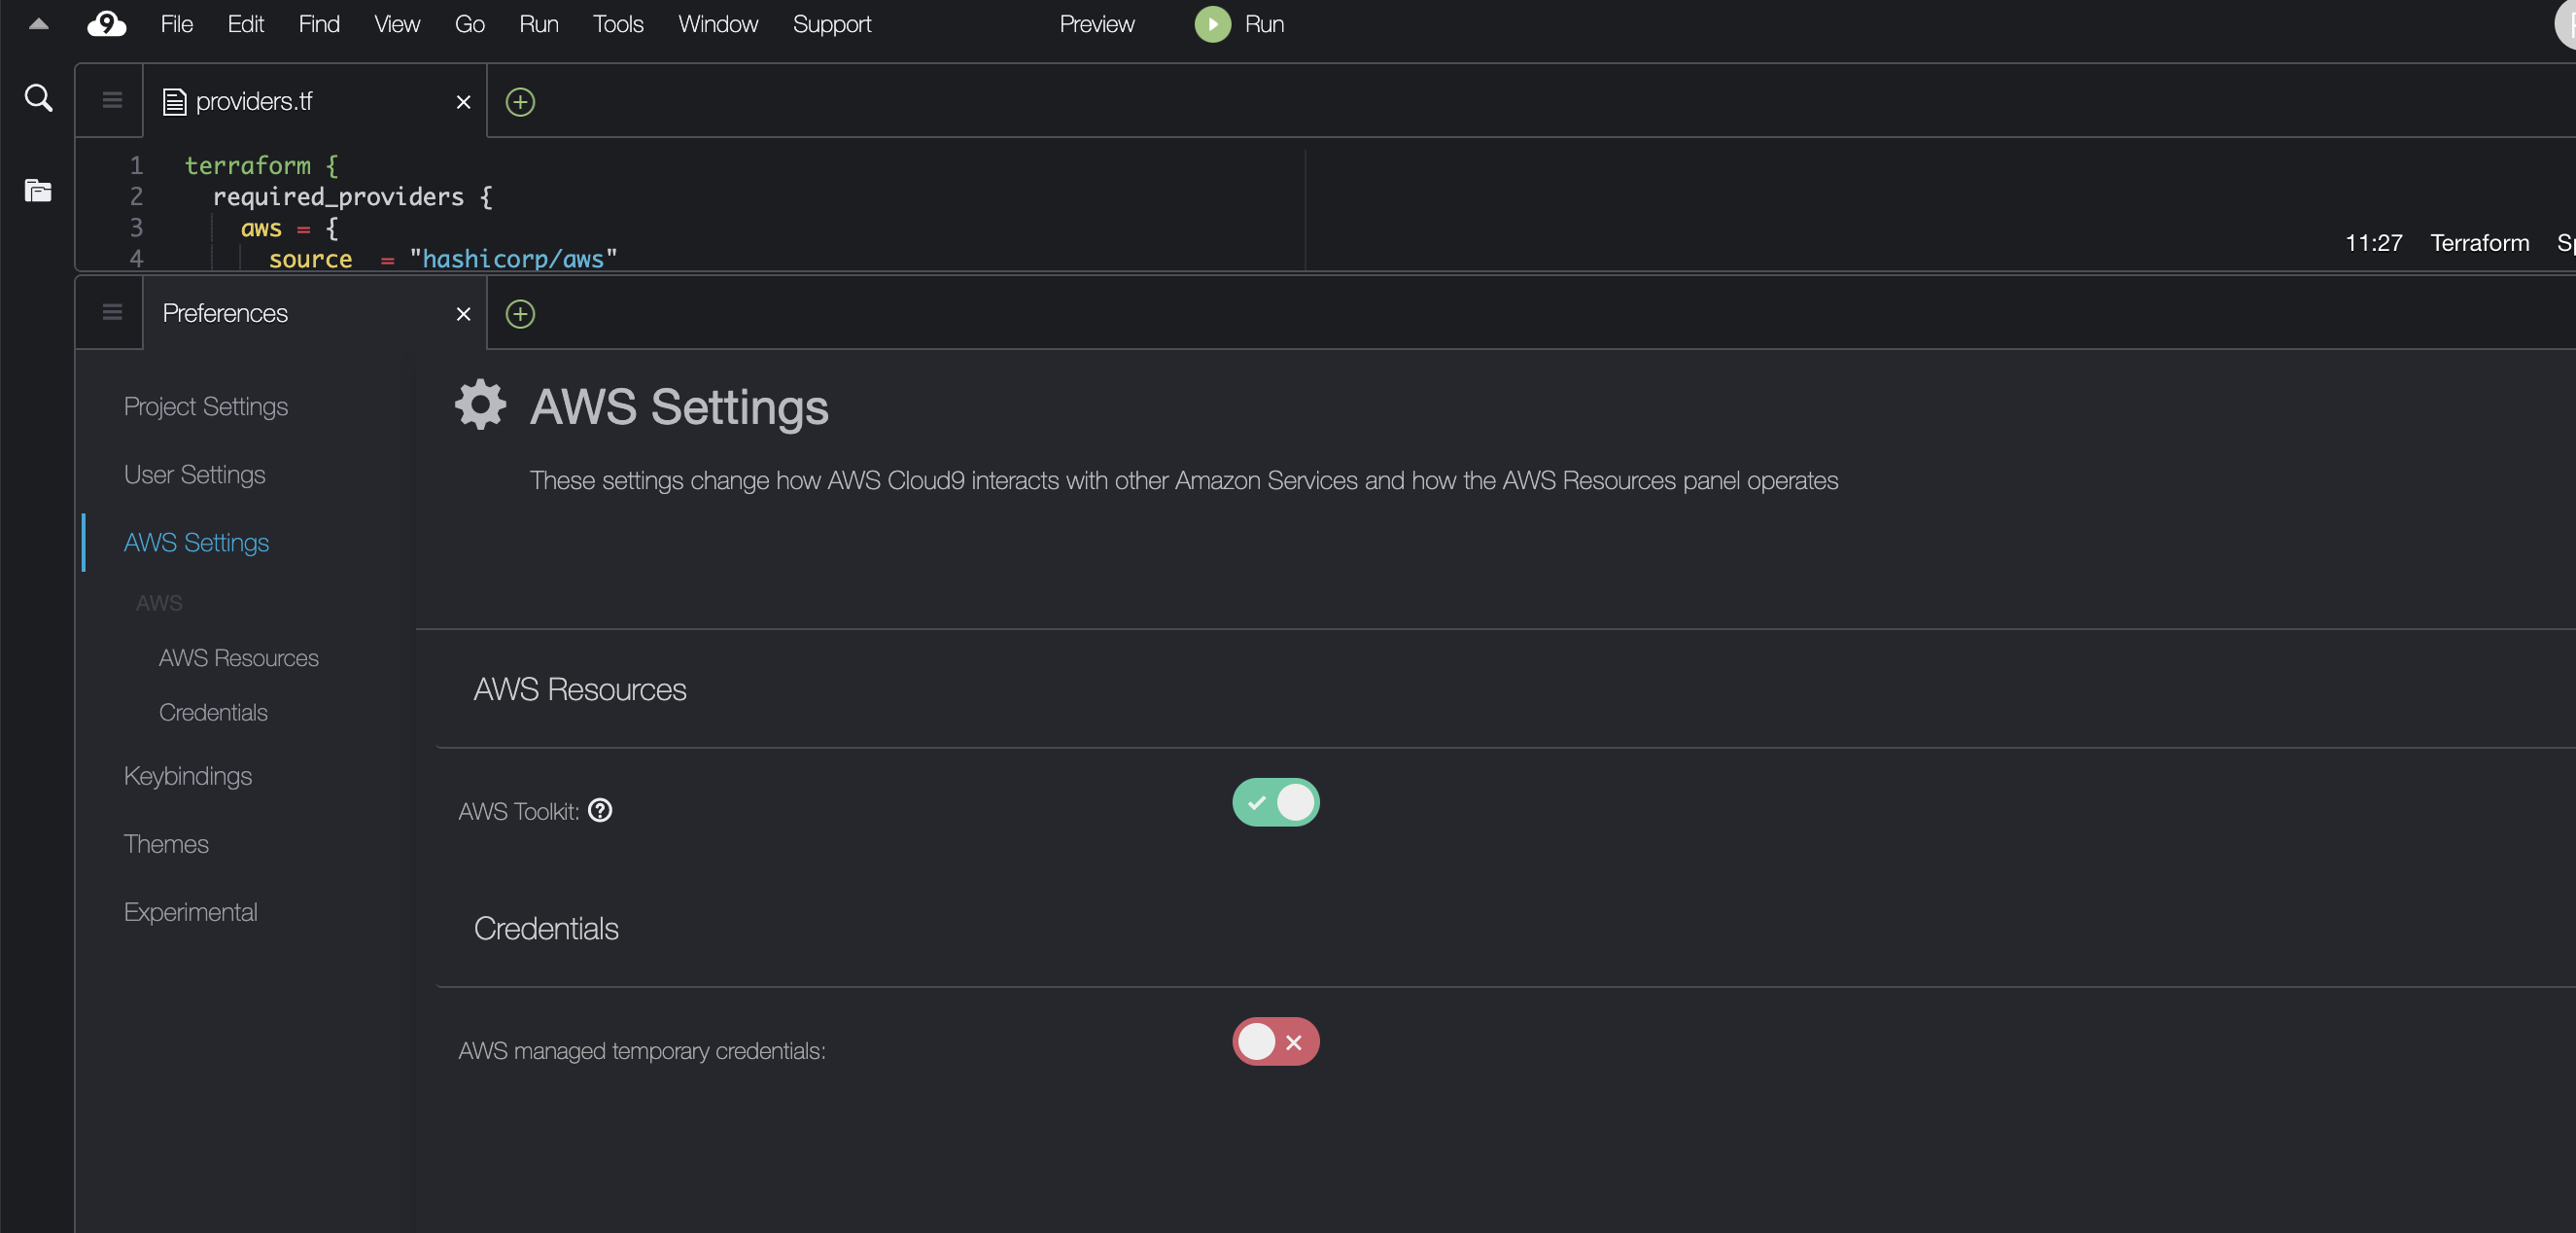 9 File Edit Find View Go Run Tools Window Support Preview Run
providers.tf
1 terraform {
2 required_providers {
3 aws = {
4 source = "hashicorp/aws"
11:27 Terraform
Preferences
Project Settings
User Settings
AWS Settings
AWS
AWS Resources
Credentials
Keybindings
Themes
Experimental
AWS Settings
These settings change how AWS Cloud9 interacts with other Amazon Services and how the AWS Resources panel operates
AWS Resources
AWS Toolkit: ?
Credentials
AWS managed temporary credentials: